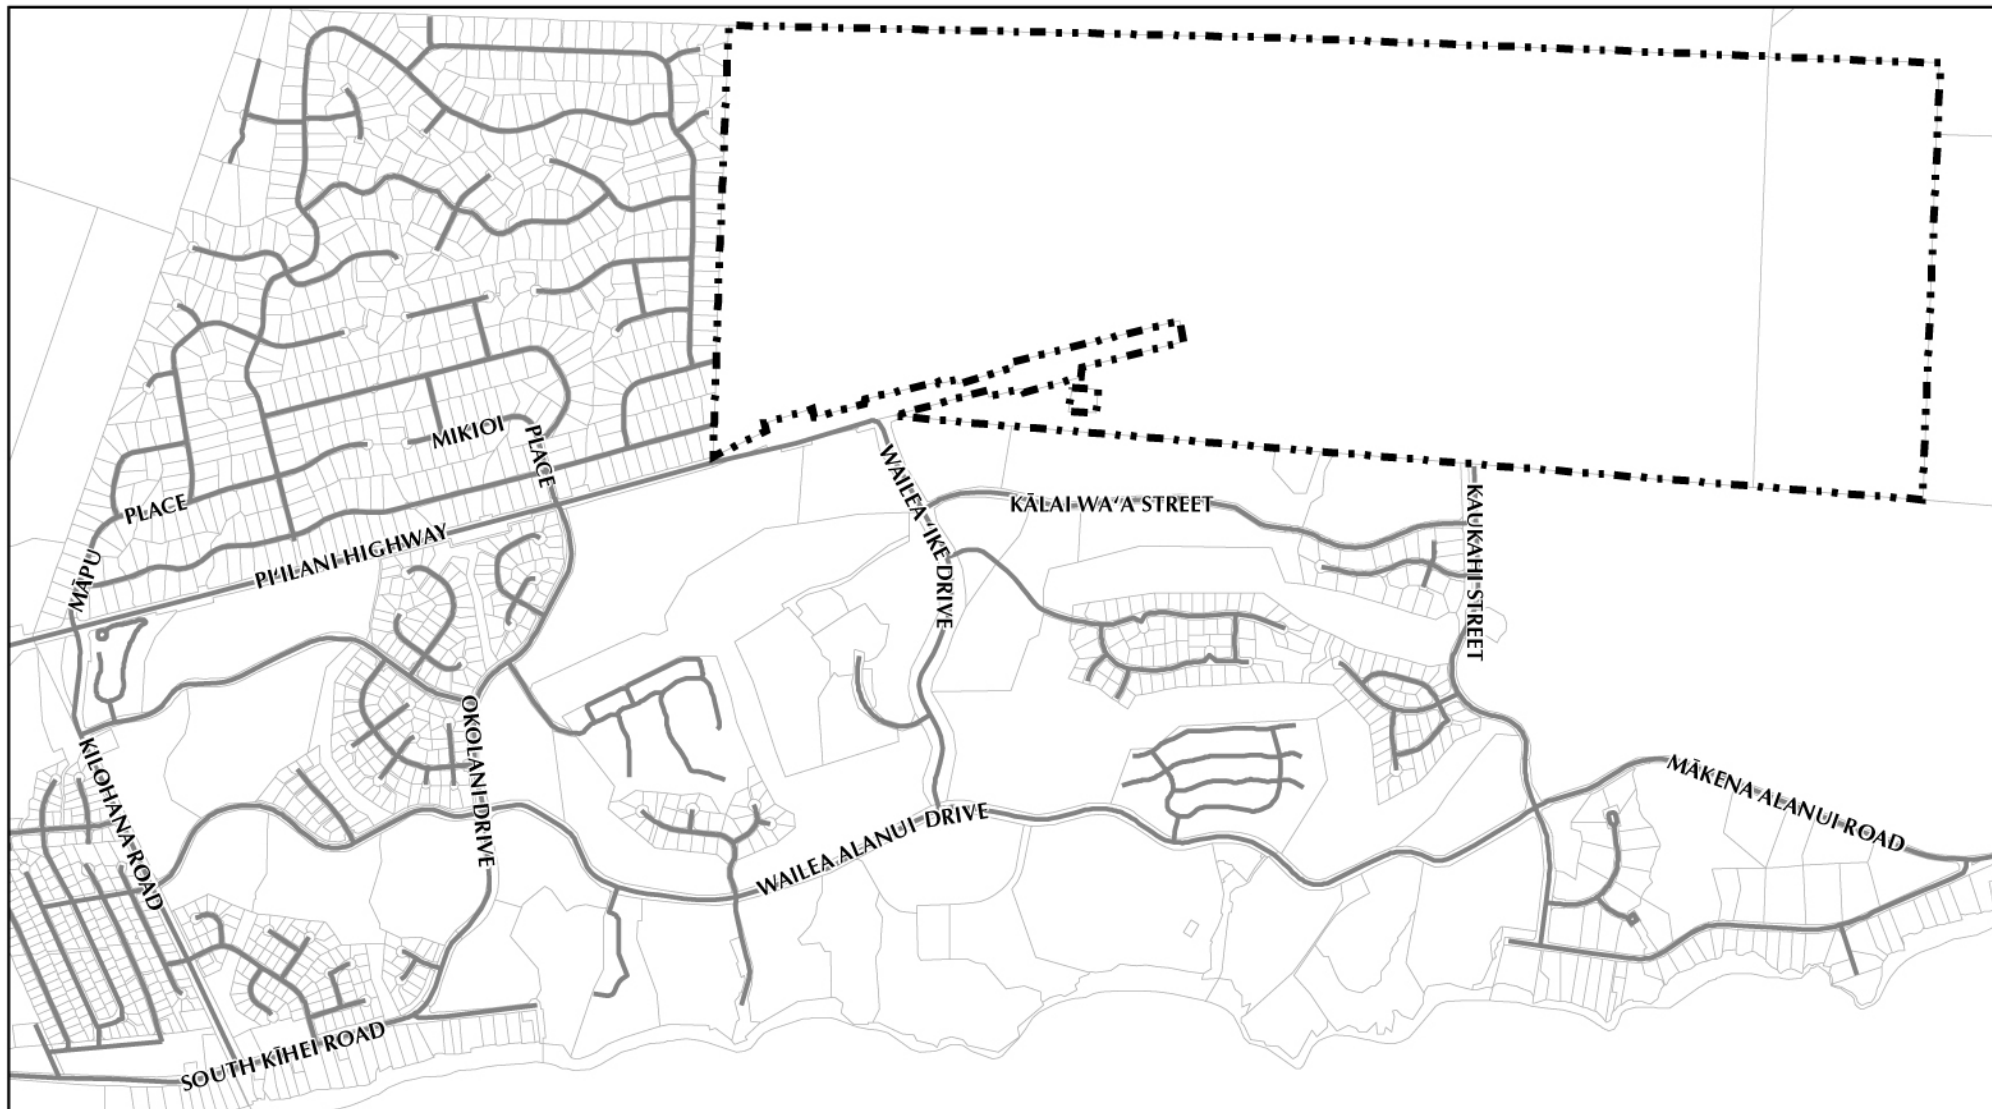 MIKIOI
PLACE
PLACE
MĀPU
PI'ILANI HIGHWAY
WAILEA 'IKE DRIVE
KĀLAI WA'A STREET
KAUKAHI STREET
OKOLANI DRIVE
KILOHANA ROAD
WAILEA ALANUI DRIVE
MĀKENA ALANUI ROAD
SOUTH KĪHEI ROAD